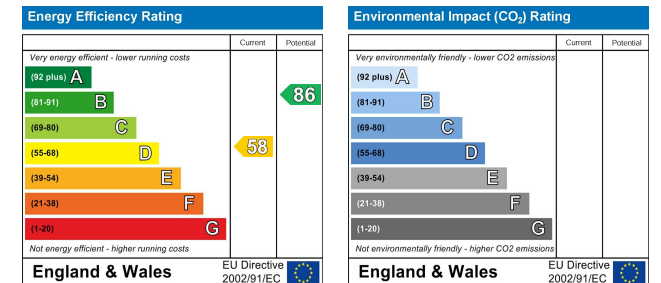 Energy Efficiency Rating
Current Potential
Very energy efficient - lower running costs
(92 plus) A
(81-91) B
(69-80) C
(55-68) D
(39-54) E
(21-38) F
(1-20) G
58
86
Not energy efficient - higher running costs
England & Wales
EU Directive
2002/91/EC
Environmental Impact (CO₂) Rating
Current Potential
Very environmentally friendly - lower CO2 emissions
(92 plus) A
(81-91) B
(69-80) C
(55-68) D
(39-54) E
(21-38) F
(1-20) G
Not environmentally friendly - higher CO2 emissions
England & Wales
EU Directive
2002/91/EC